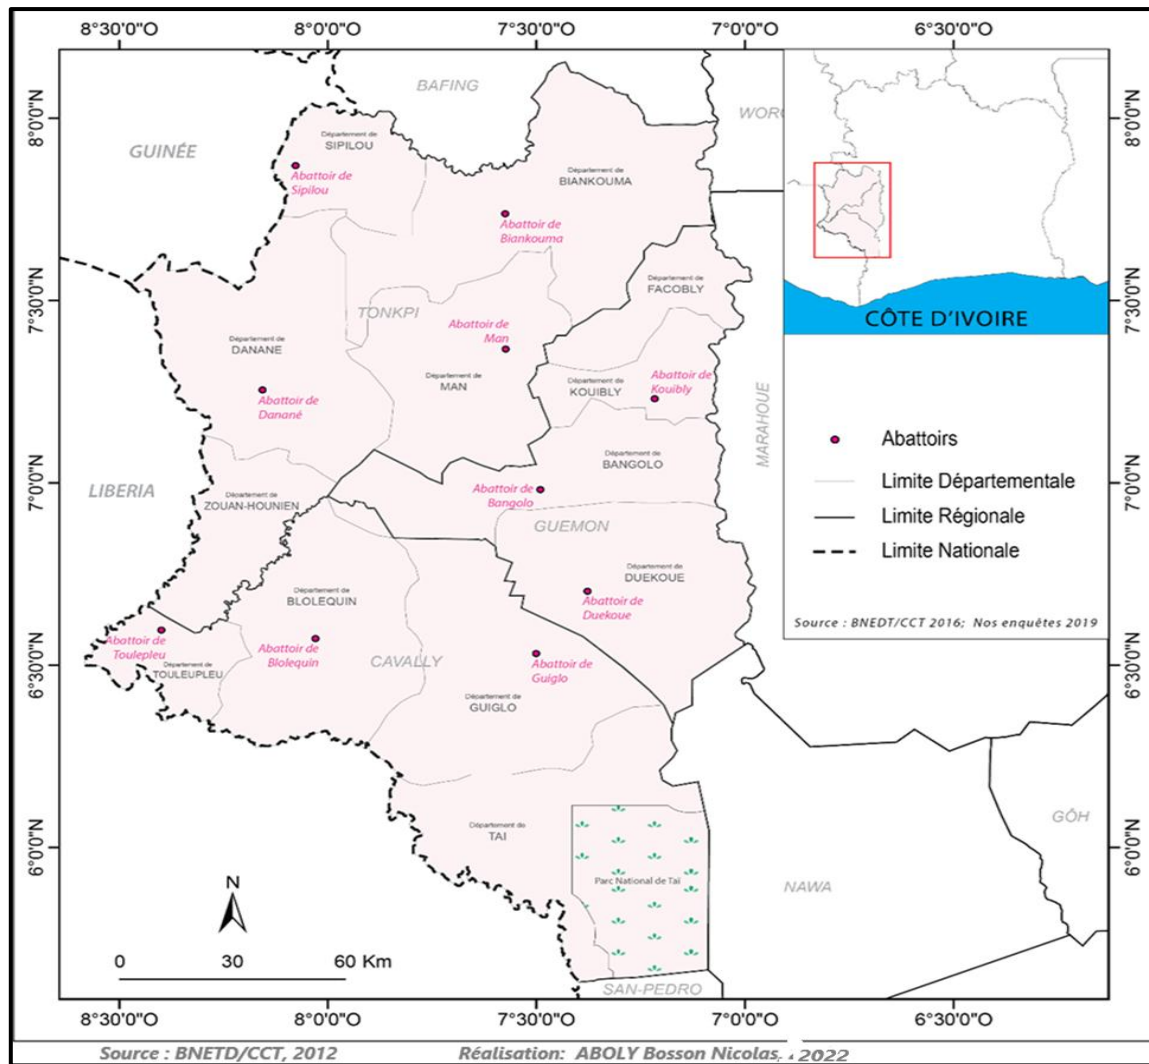 8°30'0"O 8°0'0"O 7°30'0"O 7°0'0"O 6°30'0"O
8°0'0"N
7°30'0"N
7°0'0"N
6°30'0"N
6°0'0"N
BAFING
GUINÉE
Département de
SIPILOU
Abattoir de
Sipilou
Département de
BIANKOUMA
Abattoir de
Biankouma
Département de
FACOBLY
TONKPI
Abattoir de
Man
Département de
DANANE
Abattoir de
Danané
Département de
MAN
Département de
KOUIBLY
Abattoir de
Kouibly
Département de
BANGOLO
Abattoir de
Bangolo
LIBERIA
Département de
ZOUAN-HOUNIEN
GUEMON
Département de
DUEKOUE
Abattoir de
Duekoue
Département de
BLOLEQUIN
Abattoir de
Toulepleu
Département de
TOULEUPLEU
Abattoir de
Blolequin
CAVALLY
Abattoir de
Guiglo
Département de
GUIGLO
Département de
TAI
Parc National de Taï
SAN-PEDRO
NAWA
GÔH
MARAHOUE
WORO
CÔTE D'IVOIRE
Abattoirs
Limite Départementale
Limite Régionale
Limite Nationale
Source : BNEDT/CCT 2016; Nos enquêtes 2019
8°0'0"N
7°30'0"N
7°0'0"N
6°30'0"N
6°0'0"N
N
0 30 60 Km
8°30'0"O 8°0'0"O 7°30'0"O 7°0'0"O 6°30'0"O
Source : BNETD/CCT, 2012 Réalisation: ABOLY Bosson Nicolas, 2022